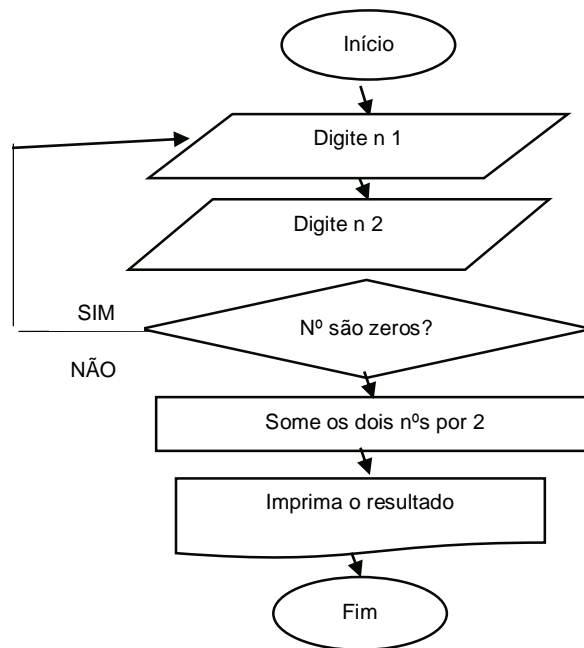 Início
Digite n 1
Digite n 2
SIM
Nº são zeros?
NÃO
Some os dois nºs por 2
Imprima o resultado
Fim